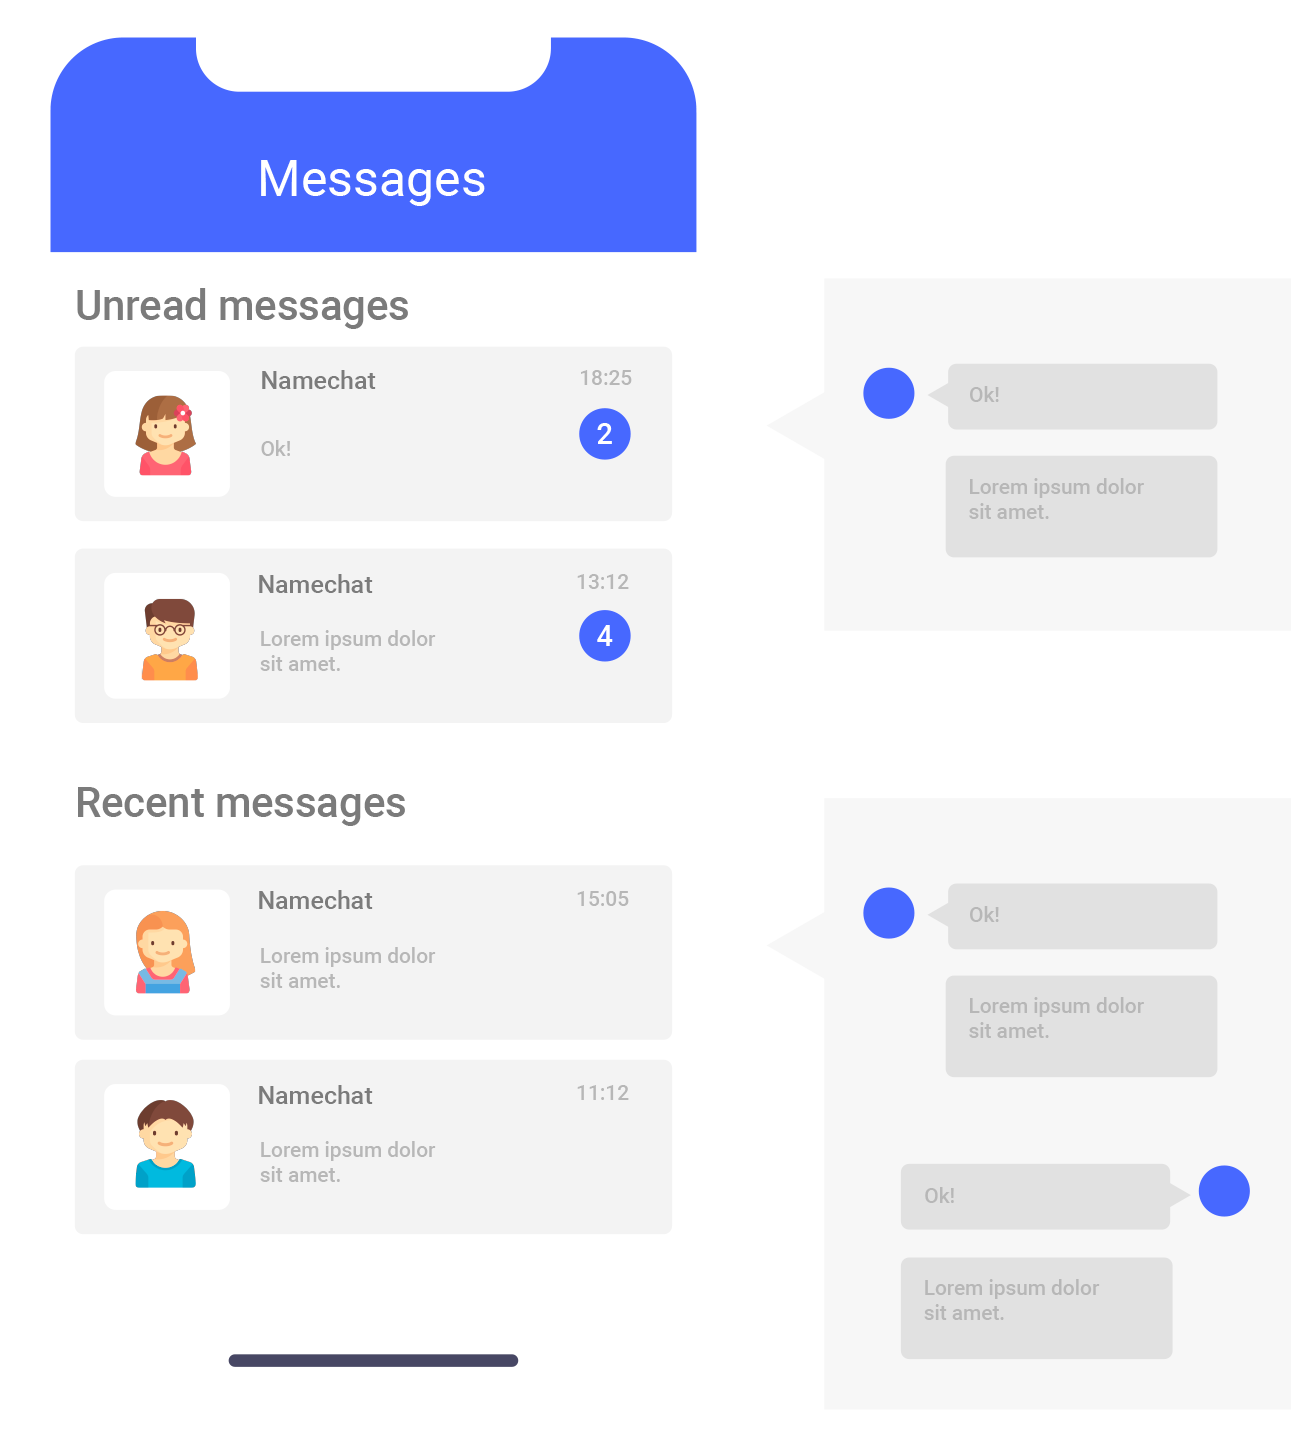 Messages
Unread messages
Namechat
18:25
Ok!
2
Namechat
13:12
Lorem ipsum dolor
sit amet.
4
Recent messages
Namechat
15:05
Lorem ipsum dolor
sit amet.
Namechat
11:12
Lorem ipsum dolor
sit amet.
Ok!
Lorem ipsum dolor
sit amet.
Ok!
Lorem ipsum dolor
sit amet.
Ok!
Lorem ipsum dolor
sit amet.